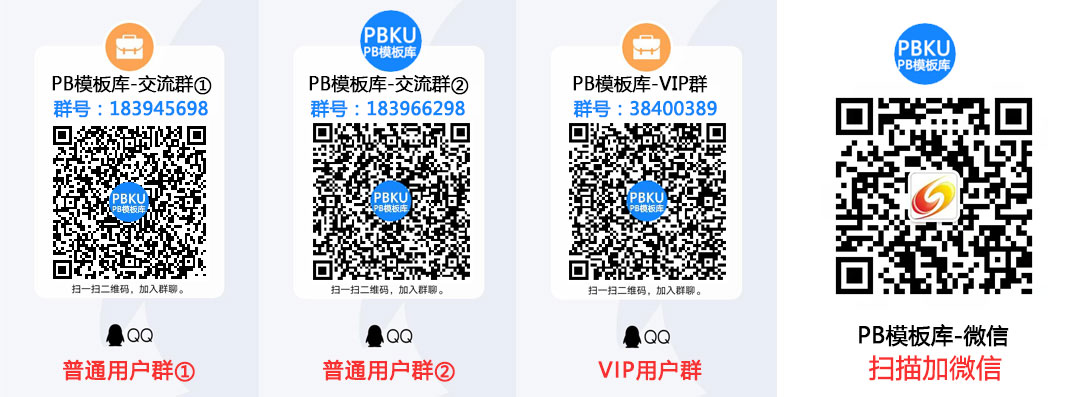 PB模板库-交流群①
群号：183945698
PBKU
PB模板库
扫一扫二维码，加入群聊。
QQ
普通用户群①
PBKU
PB模板库
PB模板库-交流群②
群号：183966298
PBKU
PB模板库
扫一扫二维码，加入群聊。
QQ
普通用户群②
PB模板库-VIP群
群号：38400389
PBKU
PB模板库
扫一扫二维码，加入群聊。
QQ
VIP用户群
PBKU
PB模板库
PB模板库-微信
扫描加微信